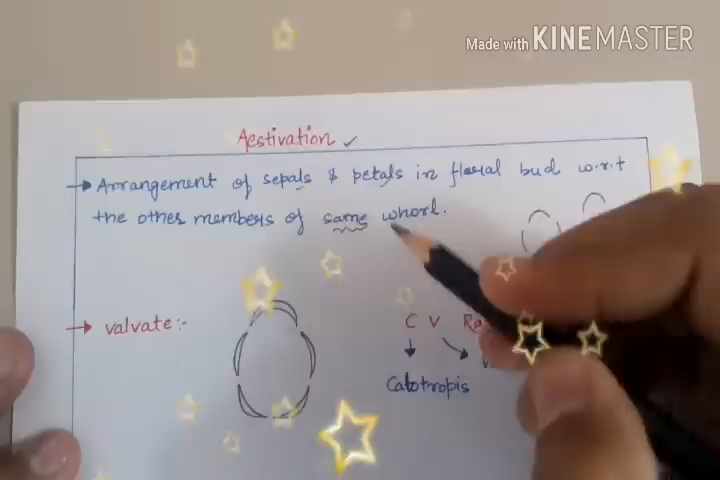 Made with KINEMASTER
Aestivation ✓
→ Arrangement of sepals & petals in floral bud w.r.t
the other members of same whorl.
→ valvate :-
C V Ra
Calotropis